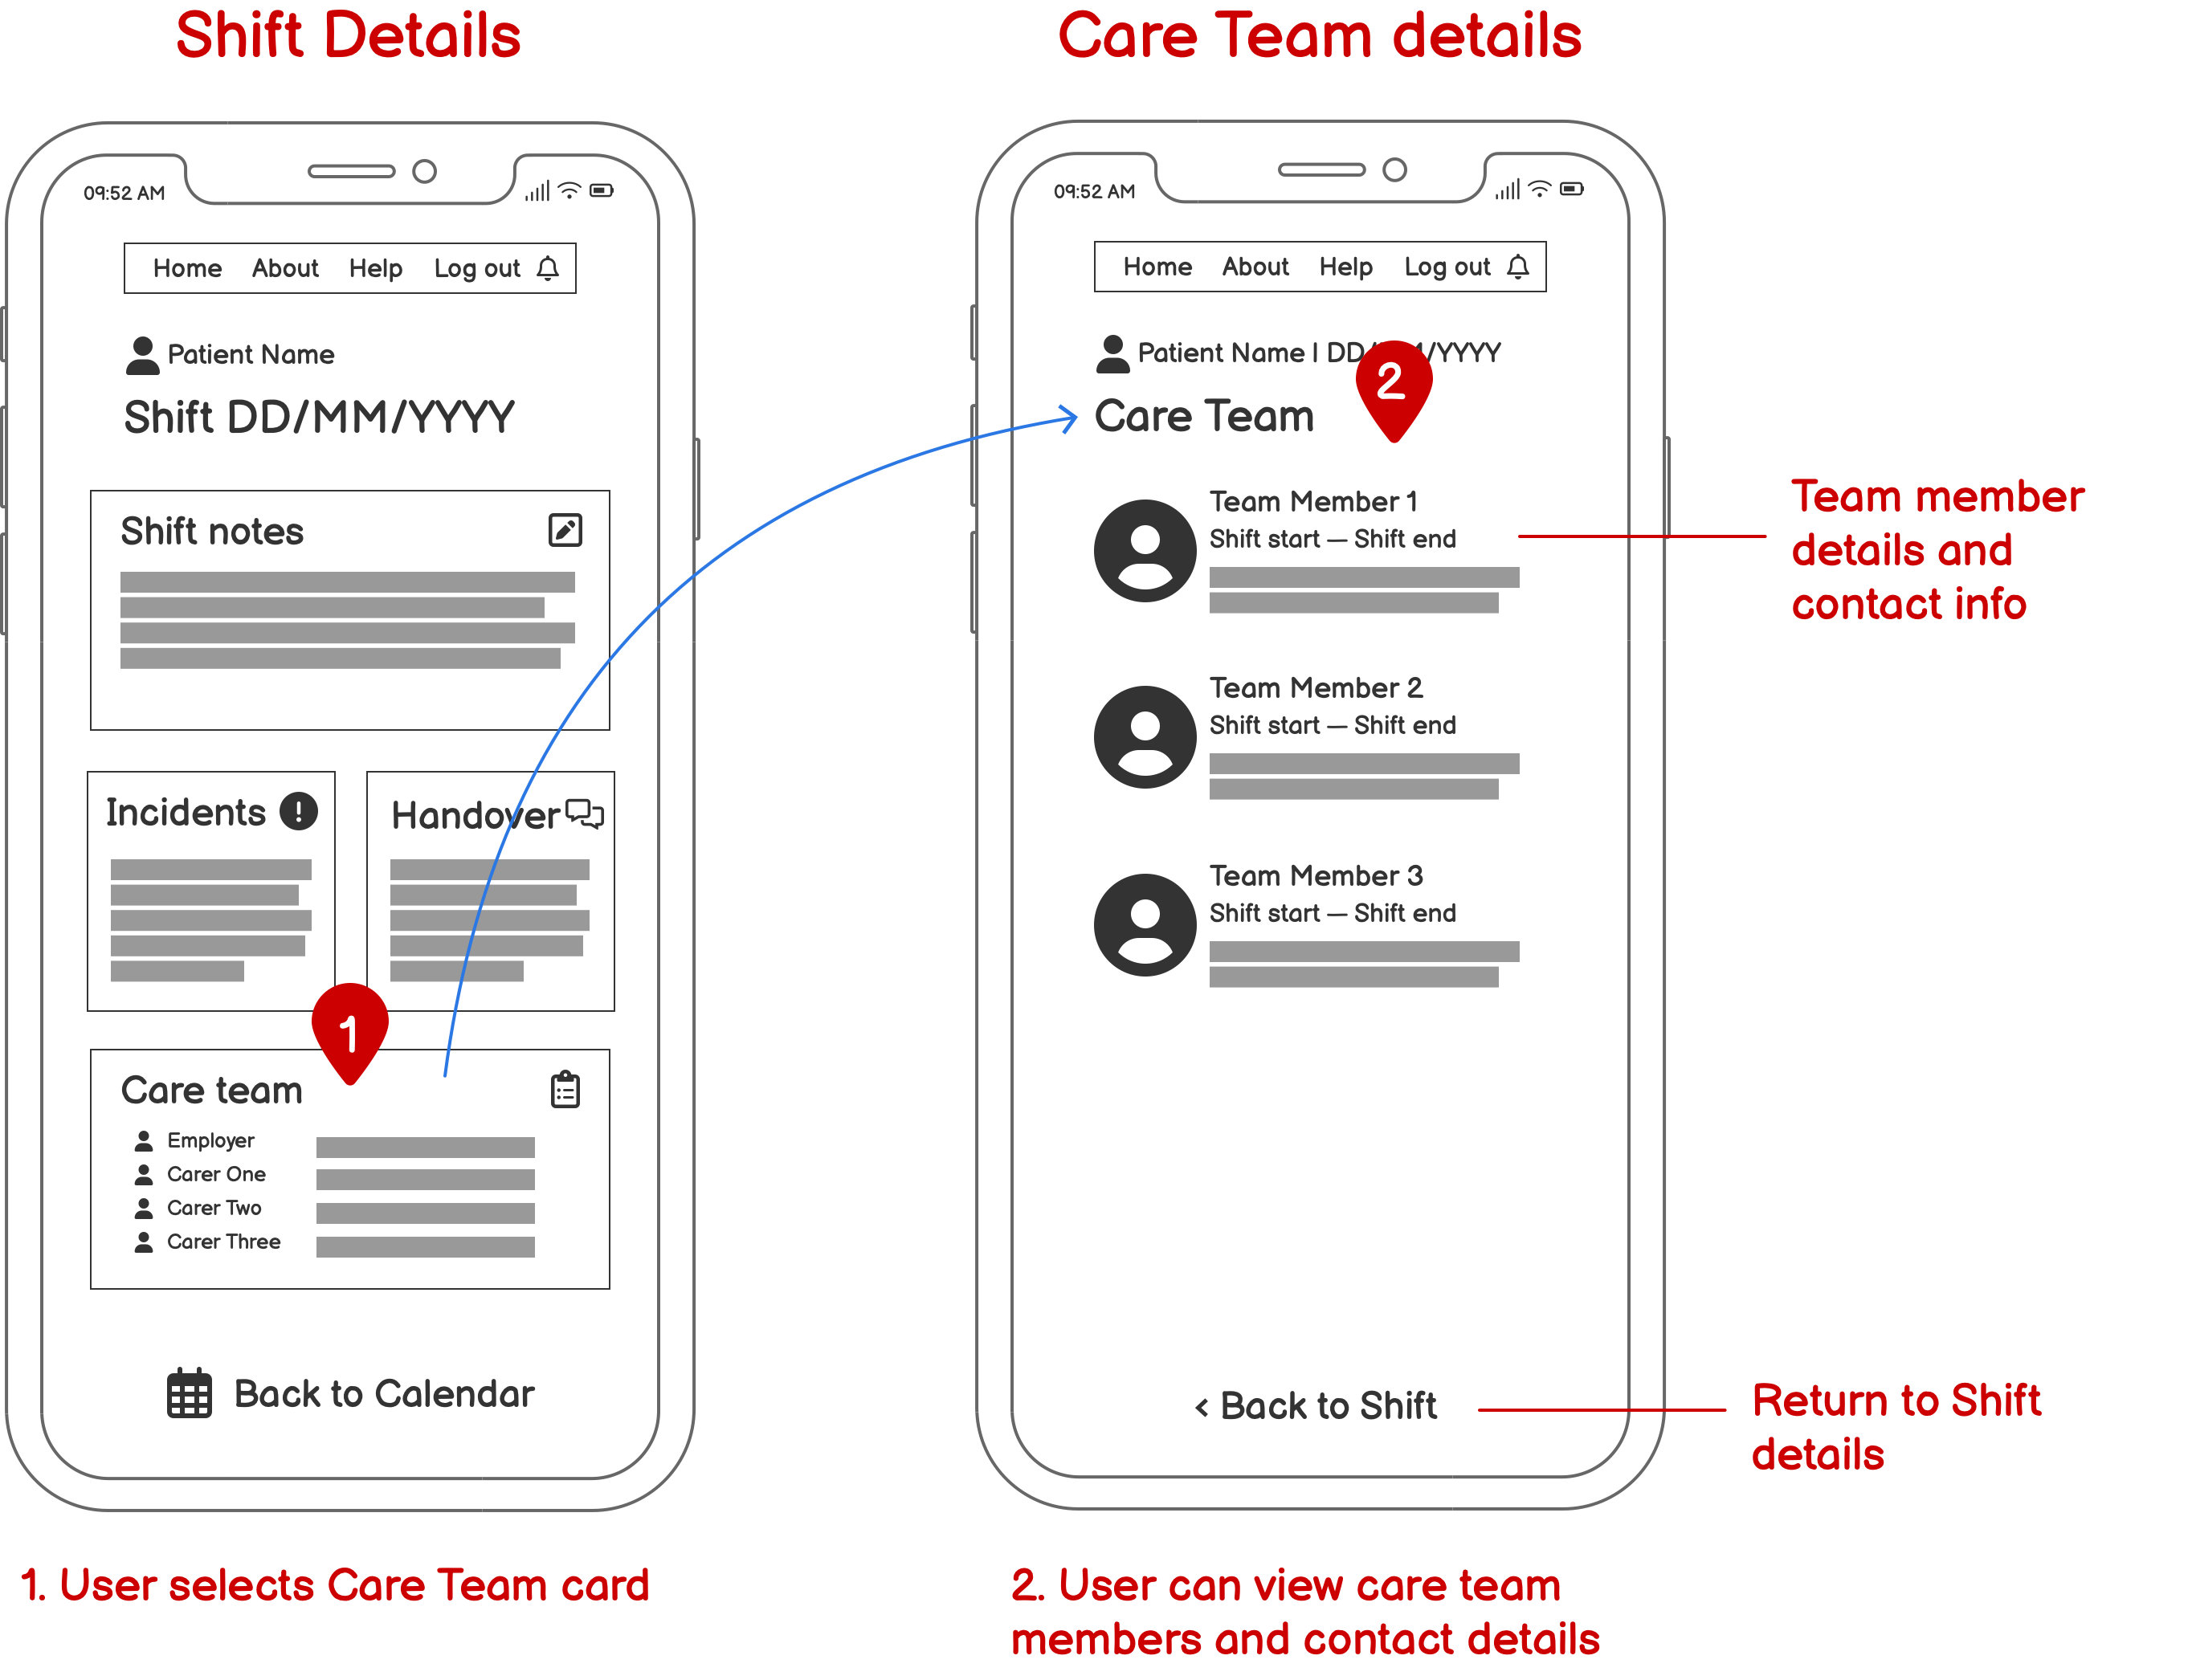 Shift Details
09:52 AM
Home About Help Log out
Patient Name
Shift DD/MM/YYYY
Shift notes
Incidents
Handover
1
Care team
Employer
Carer One
Carer Two
Carer Three
Back to Calendar
1. User selects Care Team card
Care Team details
09:52 AM
Home About Help Log out
Patient Name | DD/MM/YYYY
2
Care Team
Team Member 1
Shift start — Shift end
Team Member 2
Shift start — Shift end
Team Member 3
Shift start — Shift end
< Back to Shift
Team member
details and
contact info
Return to Shift
details
2. User can view care team
members and contact details